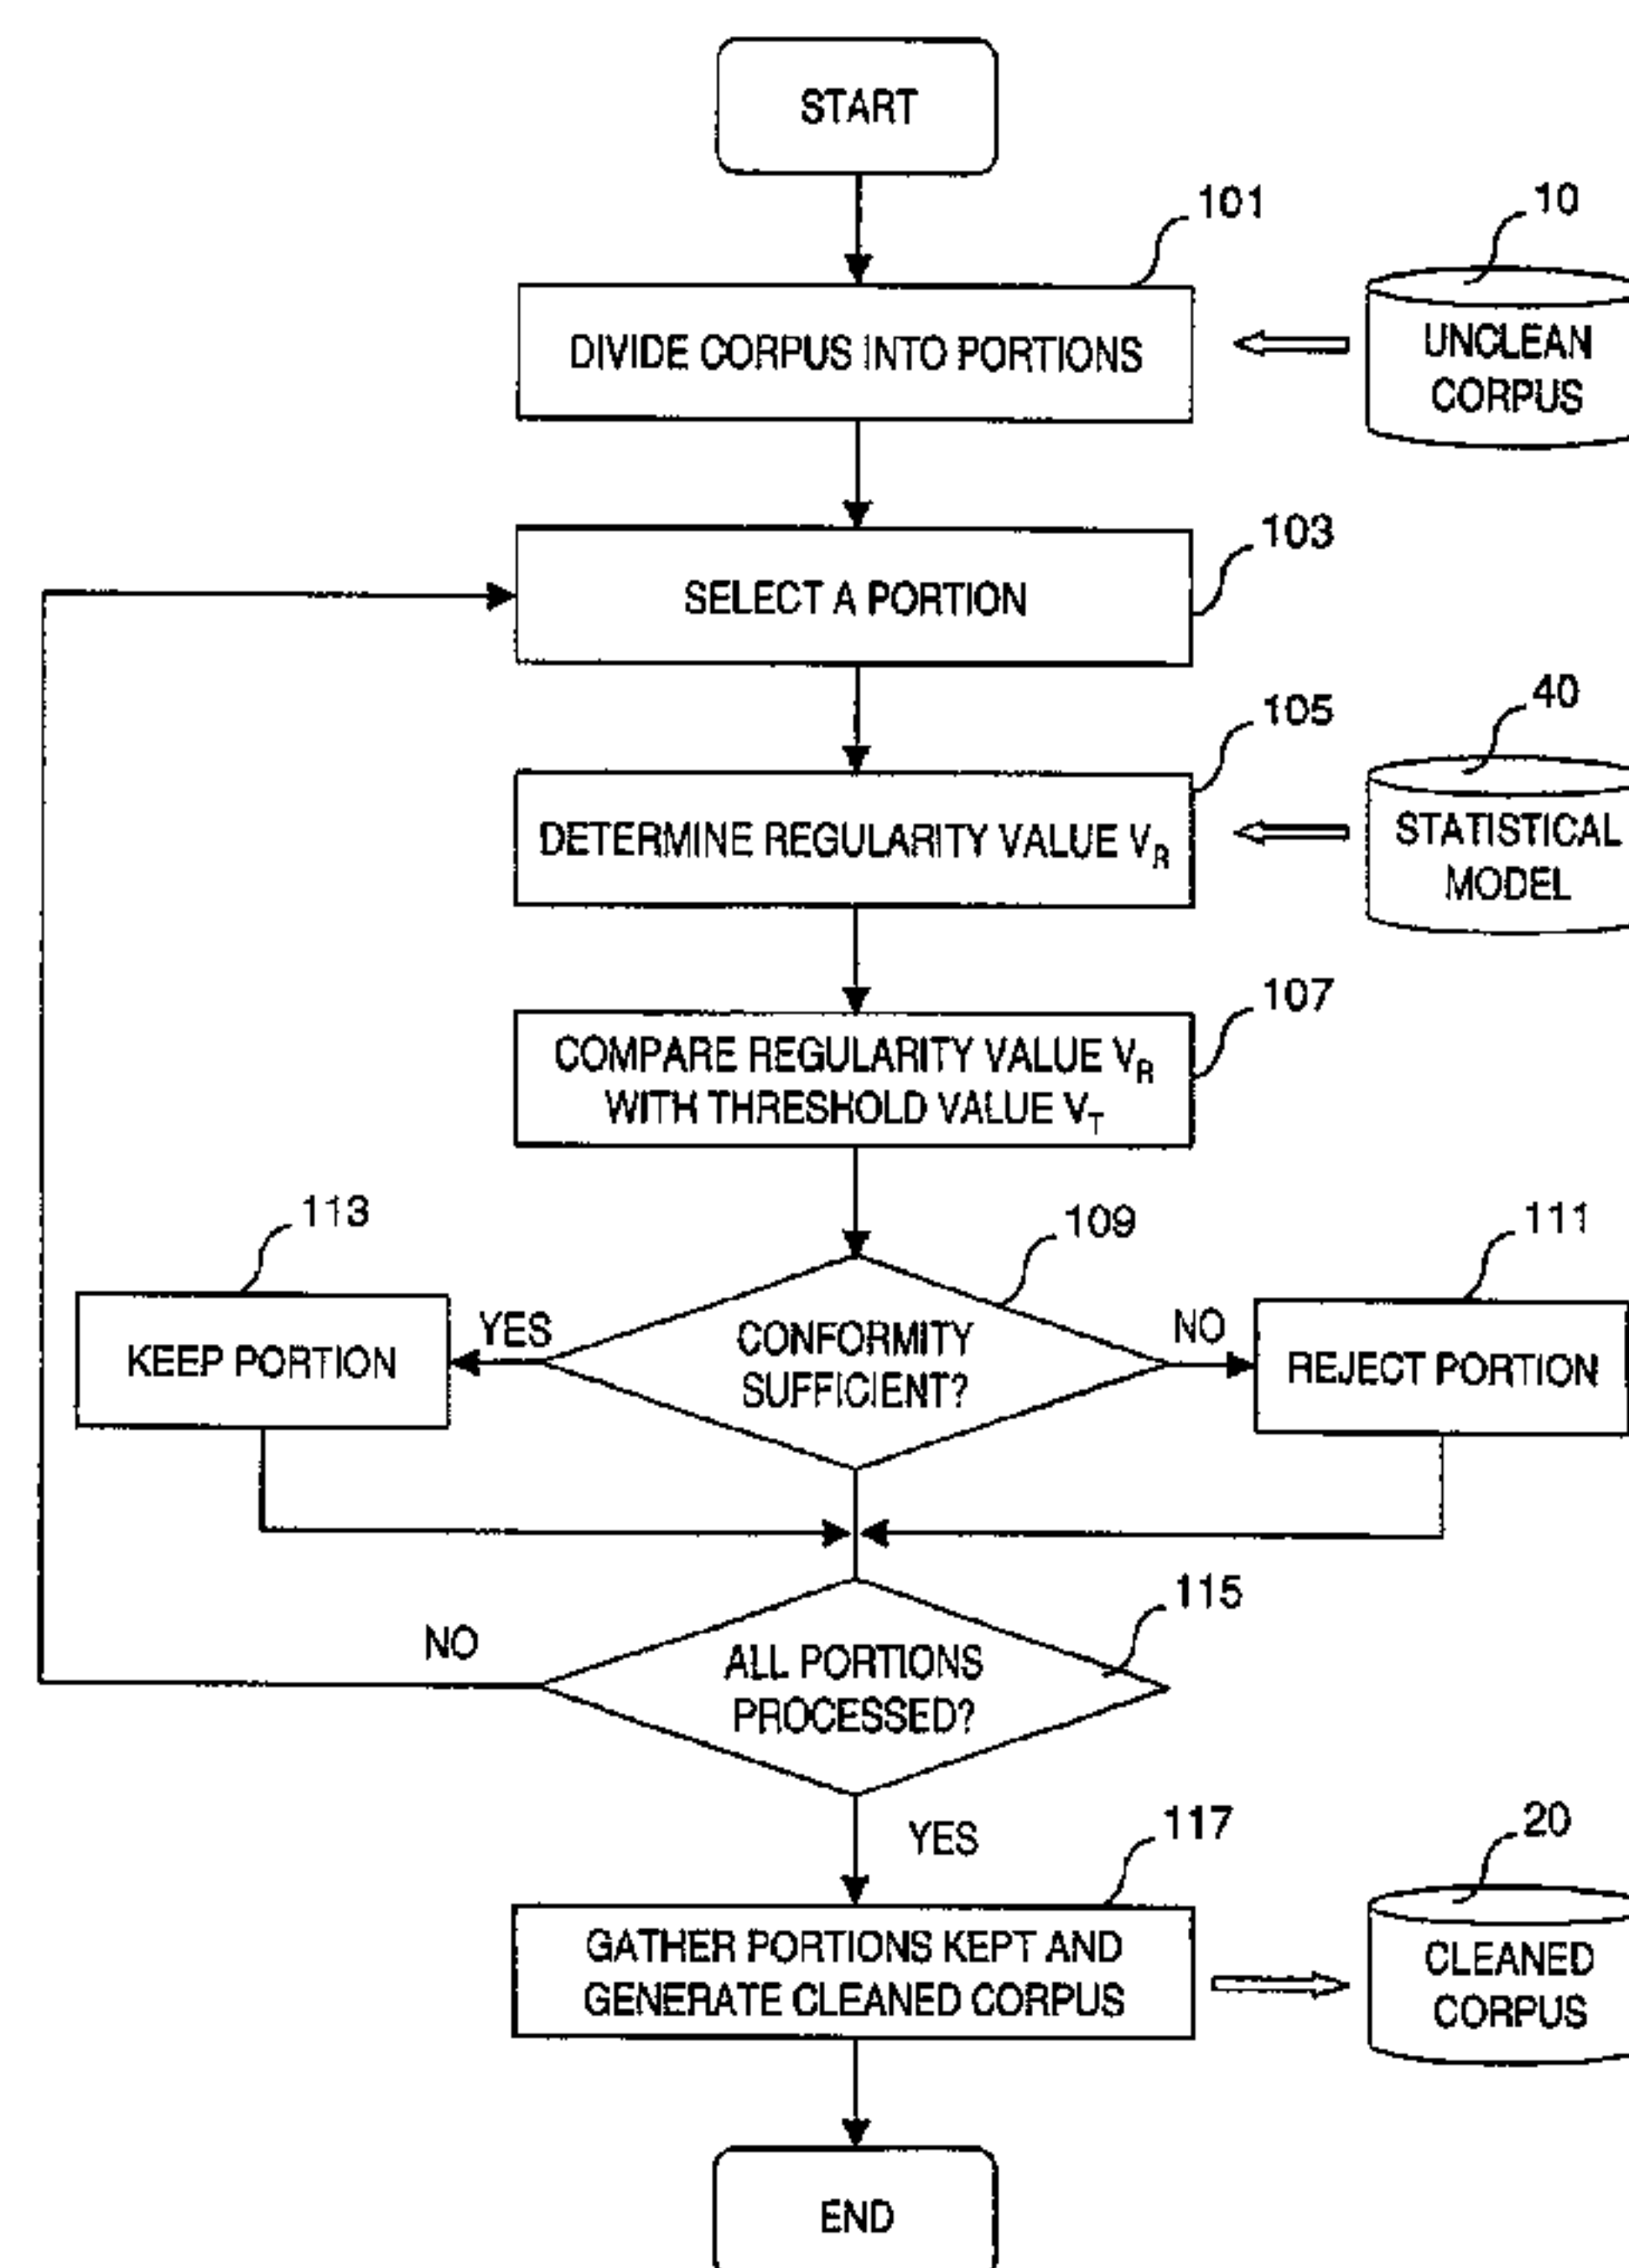 START
101
10
DIVIDE CORPUS INTO PORTIONS
UNCLEAN
CORPUS
103
SELECT A PORTION
105
40
DETERMINE REGULARITY VALUE VR
STATISTICAL
MODEL
107
COMPARE REGULARITY VALUE VR
WITH THRESHOLD VALUE VT
113
109
111
KEEP PORTION
YES
CONFORMITY
SUFFICIENT?
NO
REJECT PORTION
115
NO
ALL PORTIONS
PROCESSED?
YES
117
20
GATHER PORTIONS KEPT AND
GENERATE CLEANED CORPUS
CLEANED
CORPUS
END